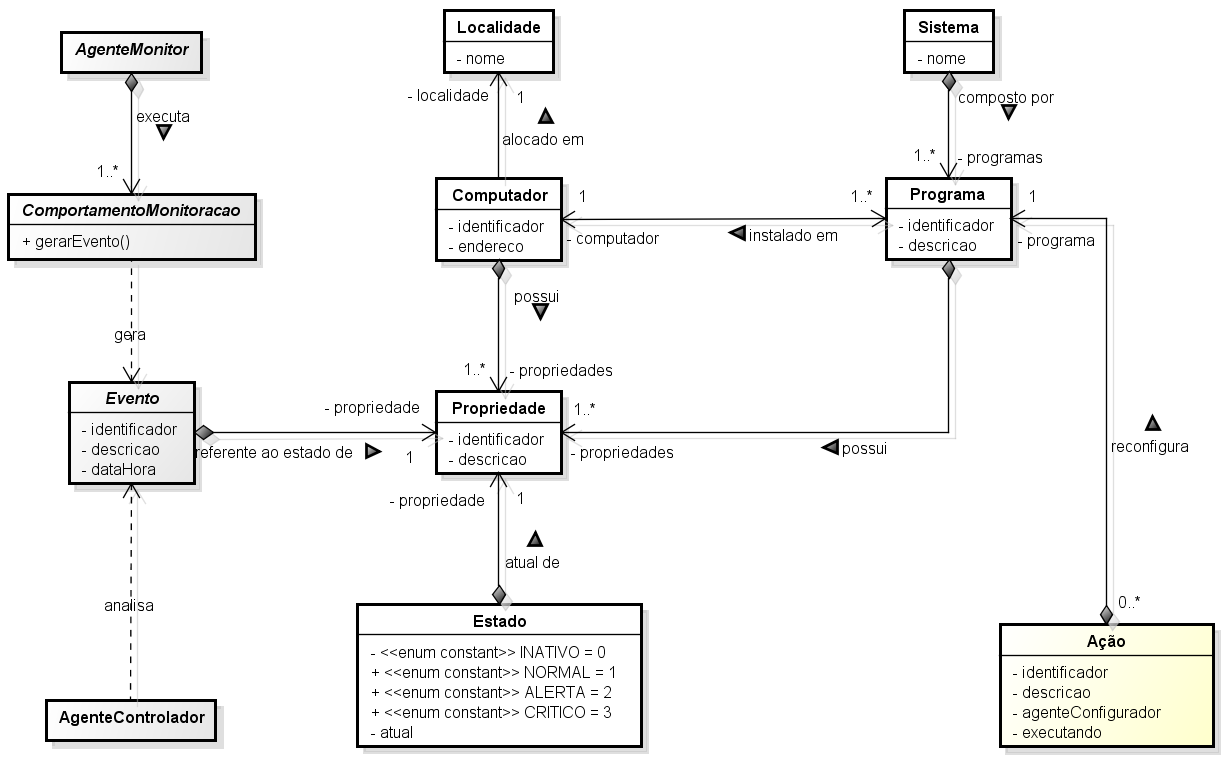 AgenteMonitor
executa
1..*
ComportamentoMonitoracao
+ gerarEvento()
gera
Evento
- identificador
- descricao
- dataHora
analisa
AgenteControlador
Localidade
- nome
- localidade
1
alocado em
Computador
- identificador
- endereco
1
- computador
1..*
instalado em
possui
1..*
- propriedades
Sistema
- nome
composto por
1..*
- programas
Programa
- identificador
- descricao
1
- programa
- propriedade
referente ao estado de
1
Propriedade
- identificador
- descricao
1..*
- propriedades
possui
reconfigura
- propriedade
1
atual de
Estado
- <<enum constant>> INATIVO = 0
+ <<enum constant>> NORMAL = 1
+ <<enum constant>> ALERTA = 2
+ <<enum constant>> CRITICO = 3
- atual
0..*
Ação
- identificador
- descricao
- agenteConfigurador
- executando